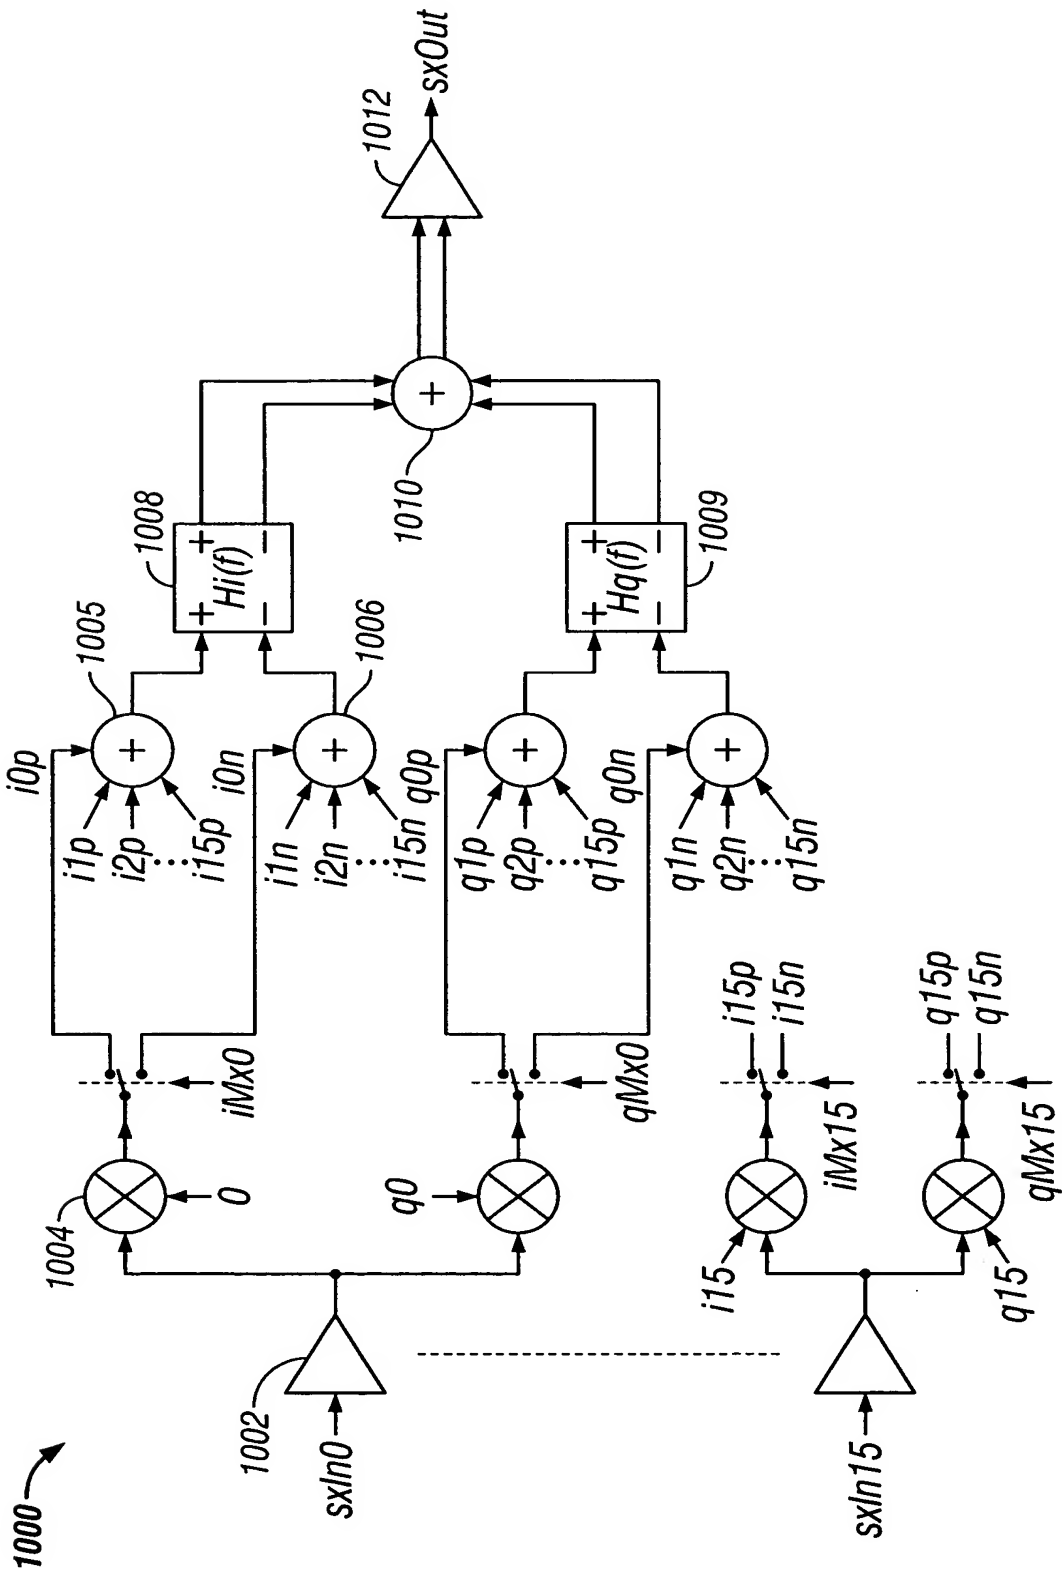 1000
sxIn0
1002
1004
0
iMx0
q0
qMx0
i0p
i1p
i2p
...
i15p
1005
+
i0n
i1n
i2n
...
i15n
1006
+
q0p
q1p
q2p
...
q15p
+
q0n
q1n
q2n
...
q15n
+
1008
+ +
Hi(f)
− −
+ +
Hq(f)
− −
1009
1010
+
1012
sxOut
sxIn15
i15
iMx15
i15p
i15n
q15
qMx15
q15p
q15n